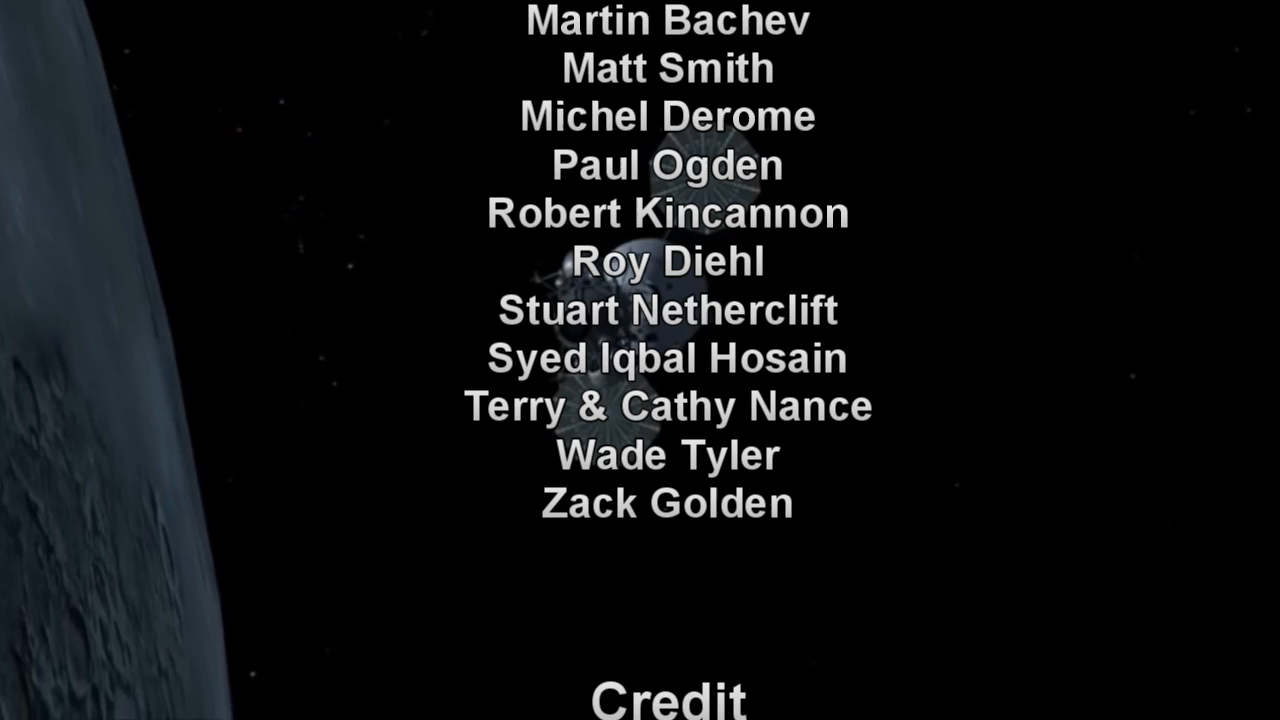 Martin Bachev
Matt Smith
Michel Derome
Paul Ogden
Robert Kincannon
Roy Diehl
Stuart Netherclift
Syed Iqbal Hosain
Terry & Cathy Nance
Wade Tyler
Zack Golden
Credit